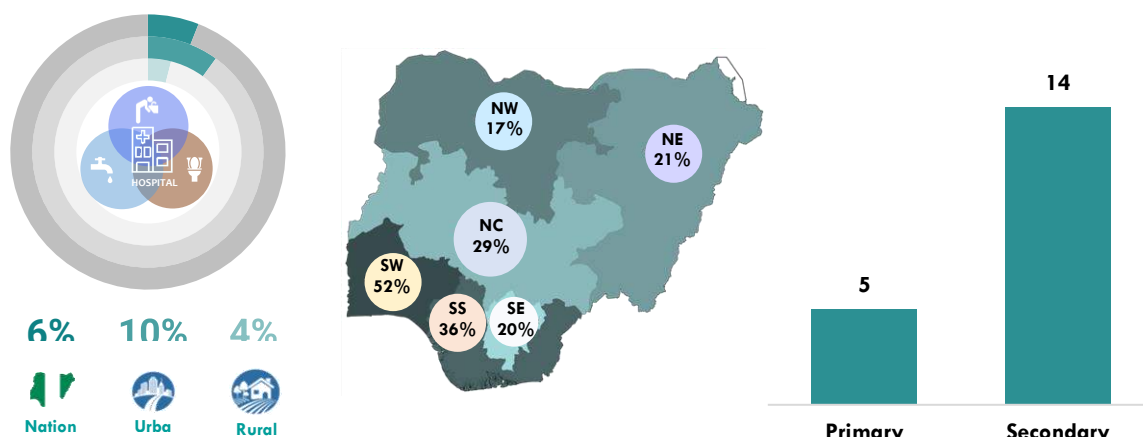 HOSPITAL
6% 10% 4%
Nation Urba Rural
NW
17%
NE
21%
NC
29%
SW
52%
SS
36%
SE
20%
5
14
Primary
Secondary